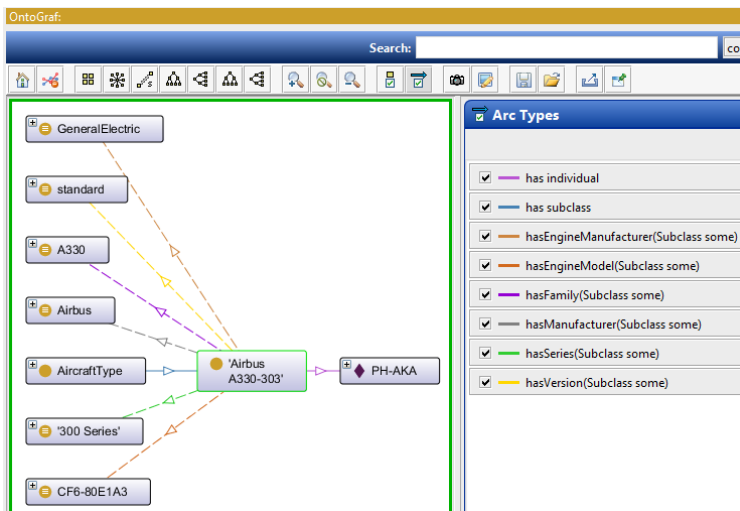 OntoGraf:
Search:
co
GeneralElectric
standard
A330
Airbus
AircraftType
'Airbus
A330-303'
PH-AKA
'300 Series'
CF6-80E1A3
Arc Types
has individual
has subclass
hasEngineManufacturer(Subclass some)
hasEngineModel(Subclass some)
hasFamily(Subclass some)
hasManufacturer(Subclass some)
hasSeries(Subclass some)
hasVersion(Subclass some)